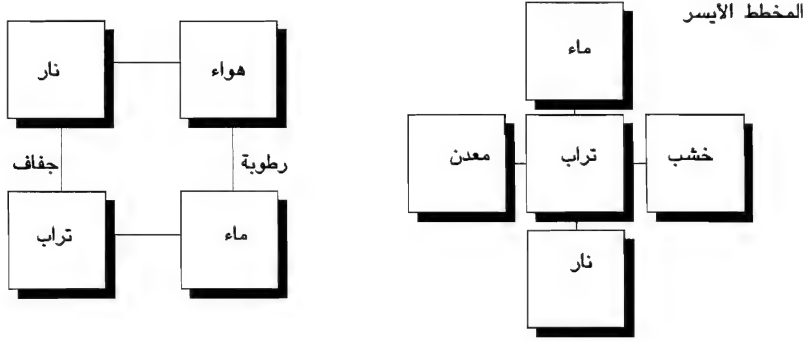 المخطط الأيسر
ماء
خشب
تراب
معدن
نار
هواء
نار
رطوبة
جفاف
ماء
تراب